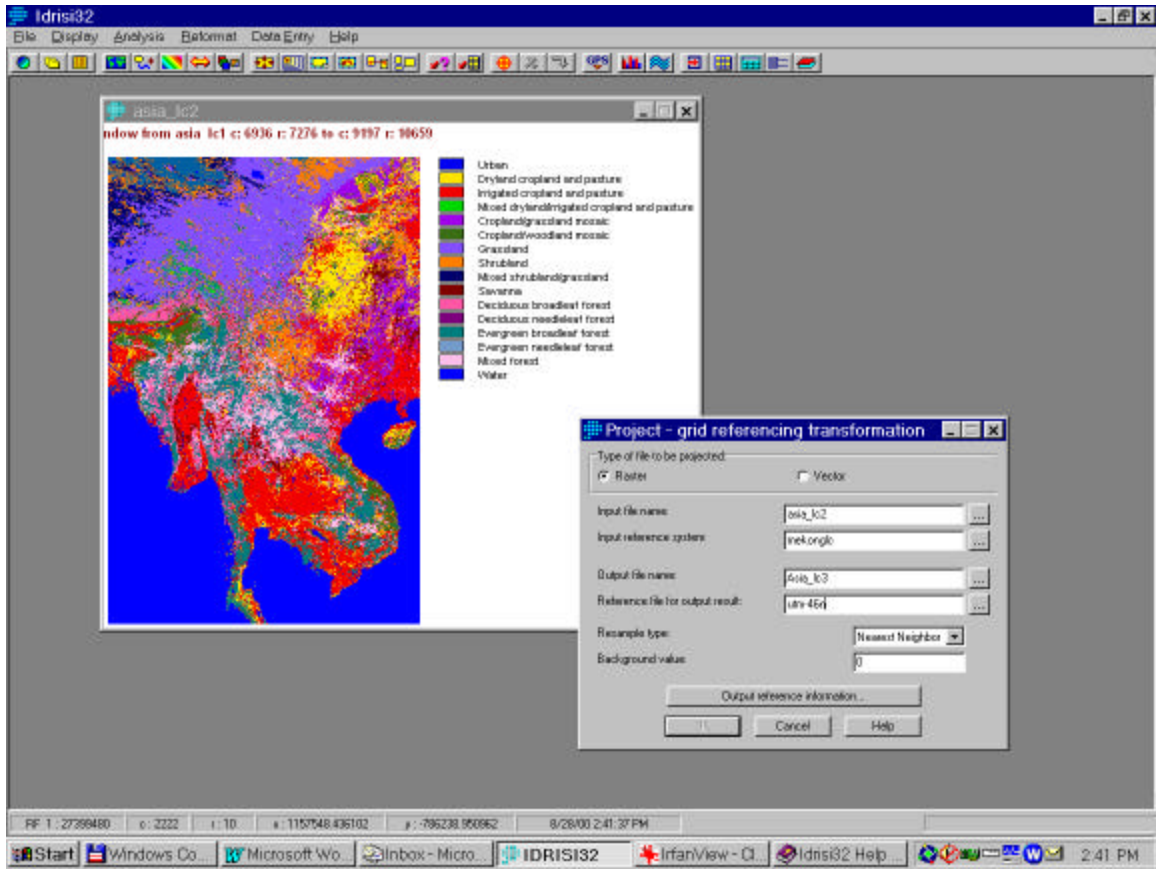 Idrisi32
File Display Analysis Reformat Data Entry Help
asia_lc2
ndow from asia lc1 c: 6936 r: 7276 to c: 9197 r: 10659
Urban
Dryland cropland and pasture
Irrigated cropland and pasture
Mixed dryland/irrigated cropland and pasture
Cropland/grassland mosaic
Cropland/woodland mosaic
Grassland
Shrubland
Mixed shrubland/grassland
Savanna
Deciduous broadleaf forest
Deciduous needleleaf forest
Evergreen broadleaf forest
Evergreen needleleaf forest
Mixed forest
Water
Project - grid referencing transformation
Type of file to be projected:
Raster Vector
Input file name: asia_lc2 ...
Input reference system: mekonglc ...
Output file name: Asia_lc3 ...
Reference file for output result: utm-46n ...
Resample type: Nearest Neighbor
Background value: 0
Output reference information...
Cancel Help
RF 1 : 27399480 c : 2222 r : 10 x : 1157548.436102 y : -786238.950962 8/28/00 2:41:37 PM
Start Windows Co... Microsoft Wo... Inbox - Micro... IDRISI32 IrfanView - Cl... Idrisi32 Help ... 2:41 PM